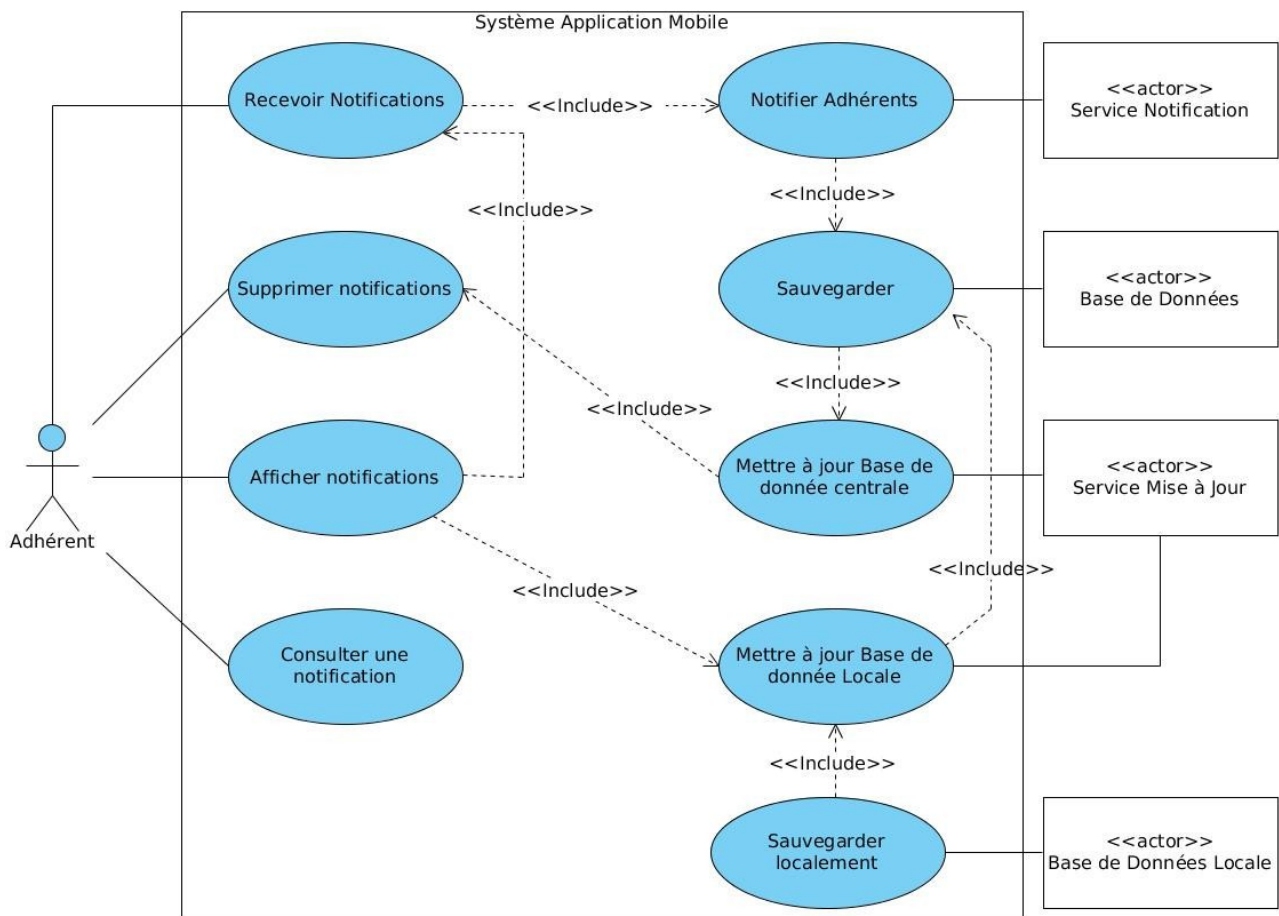 Système Application Mobile
Recevoir Notifications
<<Include>>
Notifier Adhérents
<<actor>>
Service Notification
<<Include>>
<<Include>>
Supprimer notifications
Sauvegarder
<<actor>>
Base de Données
<<Include>>
<<Include>>
Afficher notifications
Mettre à jour Base de
donnée centrale
<<actor>>
Service Mise à Jour
Adhérent
<<Include>>
<<Include>>
Consulter une
notification
Mettre à jour Base de
donnée Locale
<<Include>>
Sauvegarder
localement
<<actor>>
Base de Données Locale